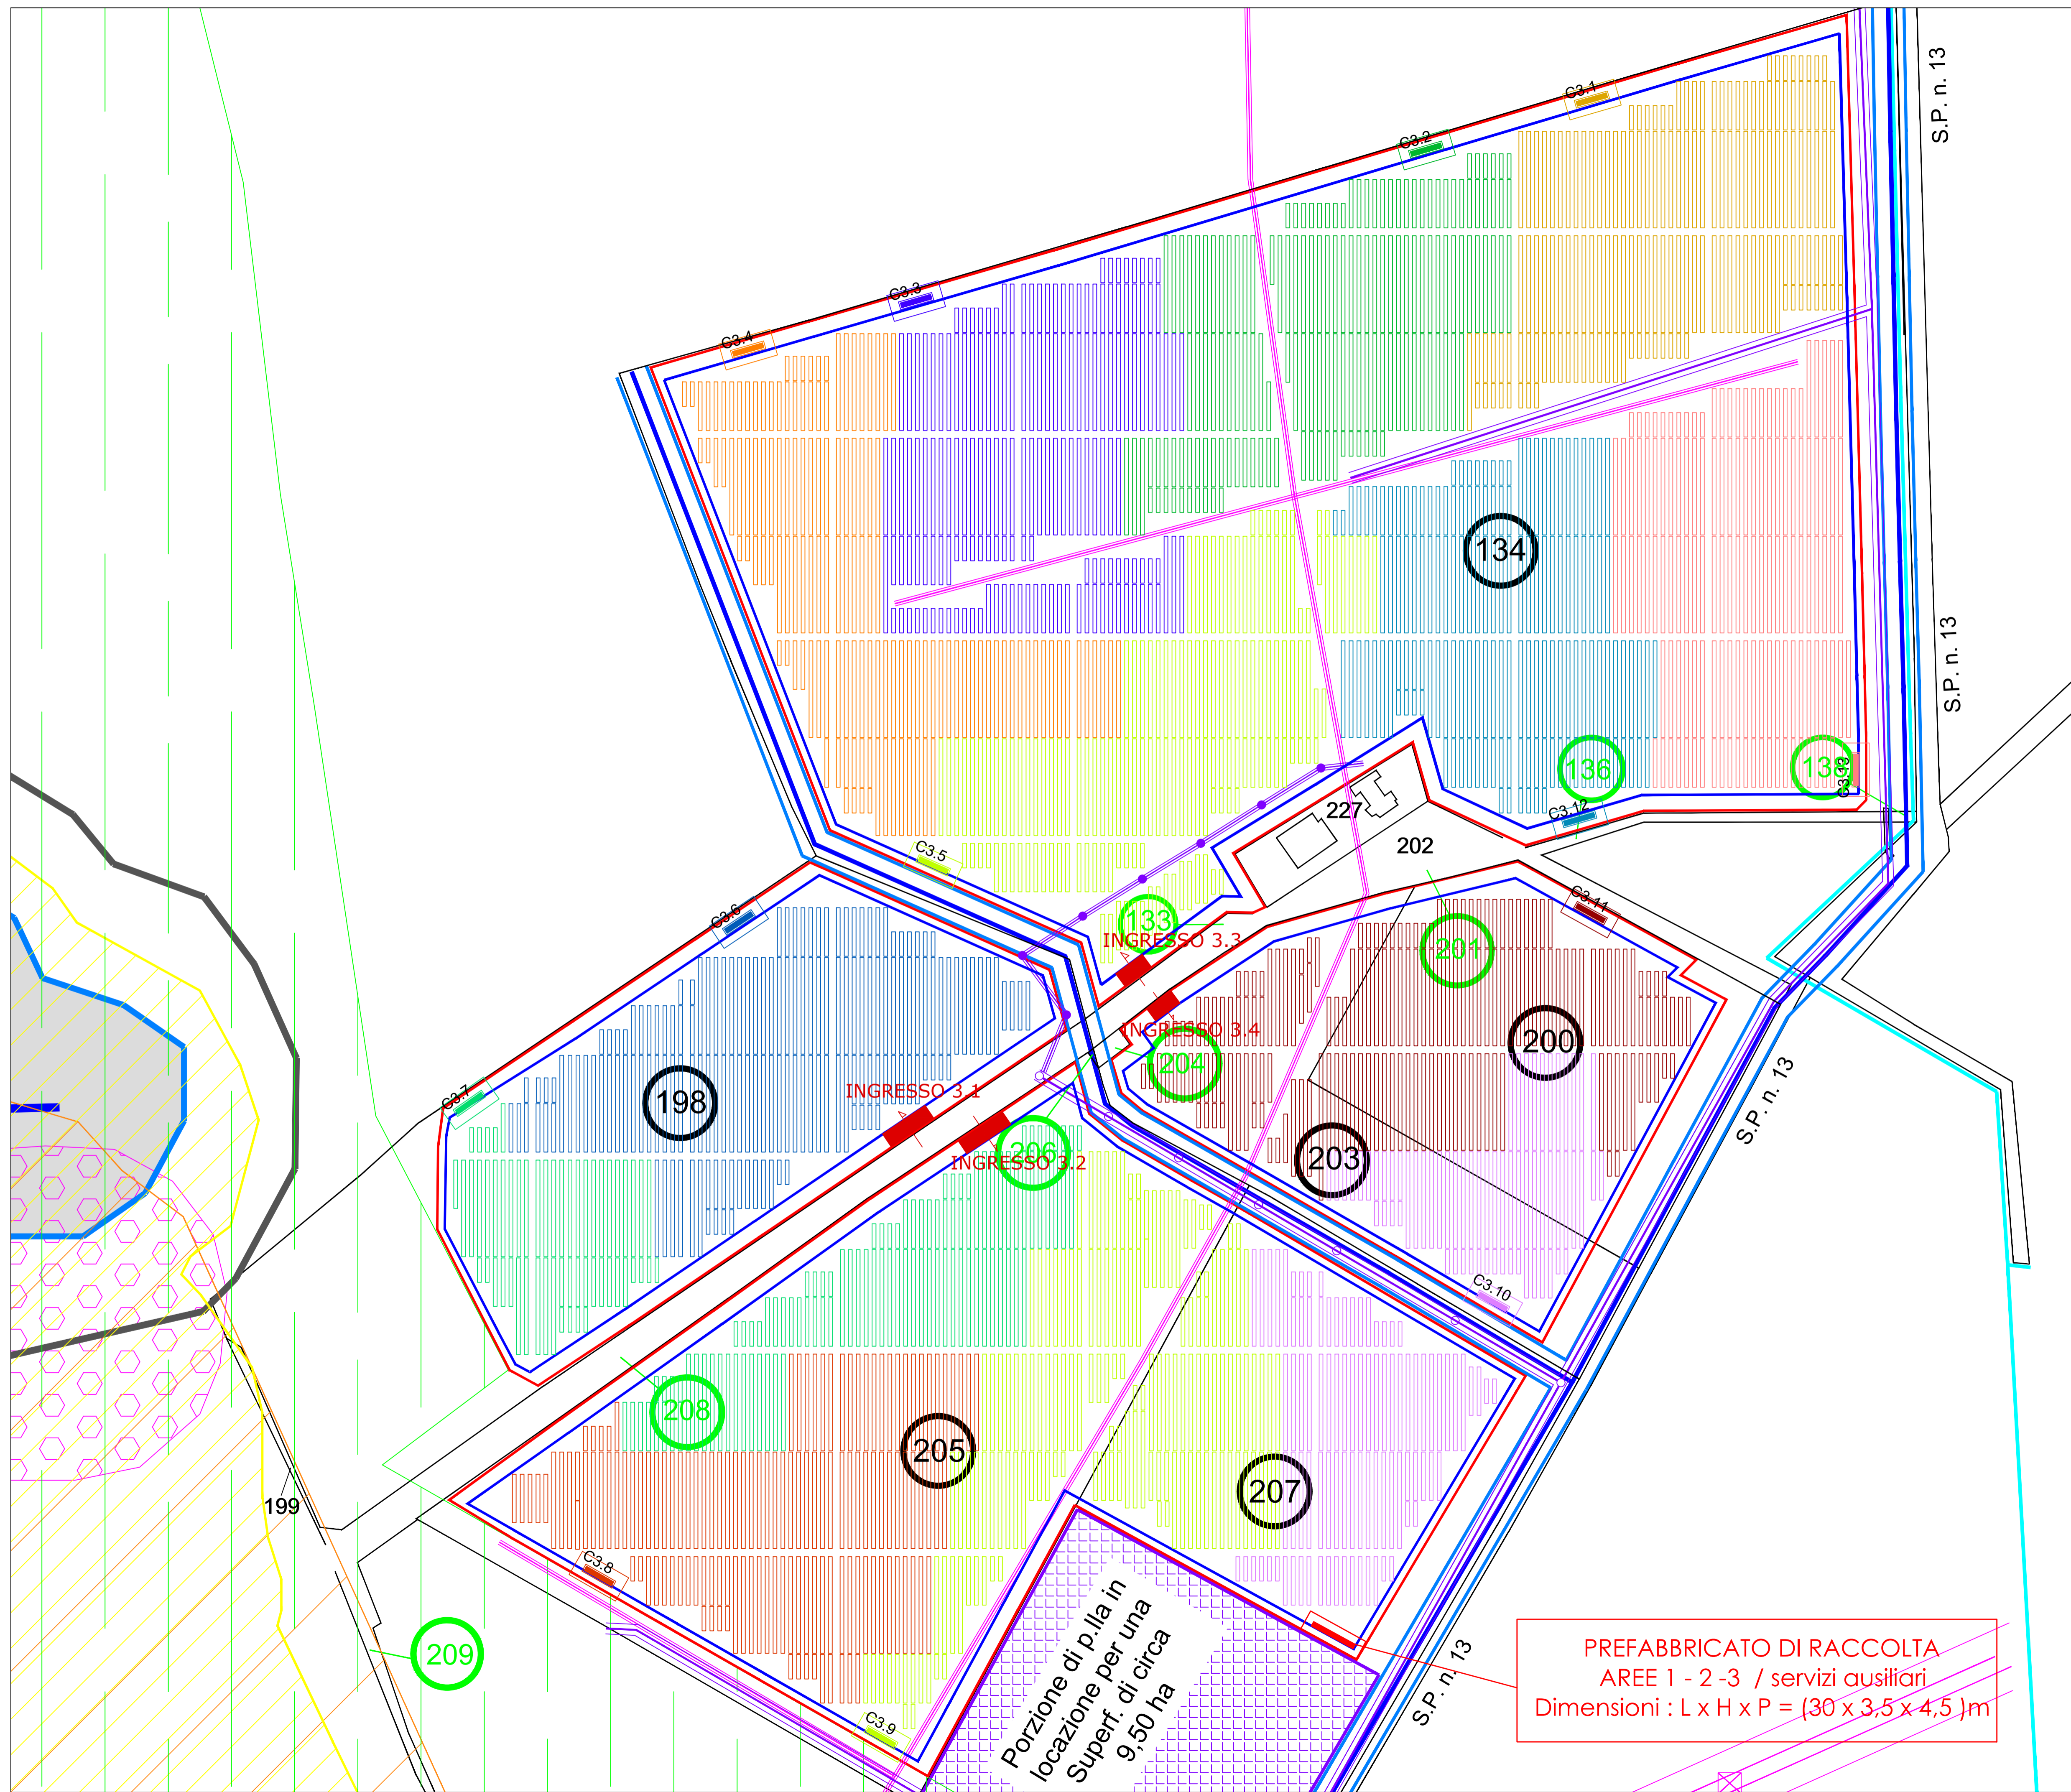 S.P. n. 13
C3.1
C3.2
C3.3
C3.4
134
S.P. n. 13
136
138
C3.13
C3.12
227
202
C3.5
133
INGRESSO 3.3
C3.6
C3.11
201
INGRESSO 3.4
200
204
C3.7
INGRESSO 3.1
198
206
INGRESSO 3.2
203
S.P. n. 13
C3.10
208
205
207
199
C3.8
209
C3.9
Porzione di p.lla in
locazione per una
Superf. di circa
9,50 ha
S.P. n. 13
PREFABBRICATO DI RACCOLTA
AREE 1 - 2 -3 / servizi ausiliari
Dimensioni : L x H x P = (30 x 3,5 x 4,5 )m